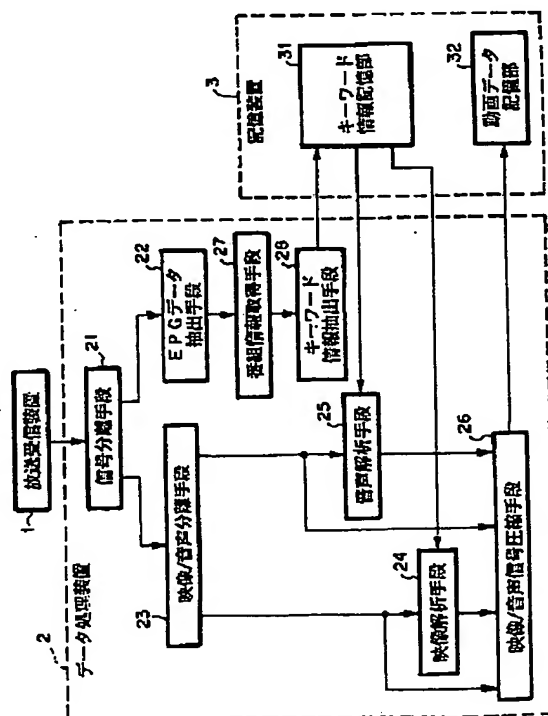 1
放送受信装置
2
データ処理装置
21
信号分離手段
22
EPGデータ
抽出手段
27
番組情報取得手段
28
キーワード
情報抽出手段
23
映像/音声分離手段
25
音声解析手段
24
映像解析手段
26
映像/音声信号圧縮手段
3
記憶装置
31
キーワード
情報記憶部
32
動画データ
記憶部